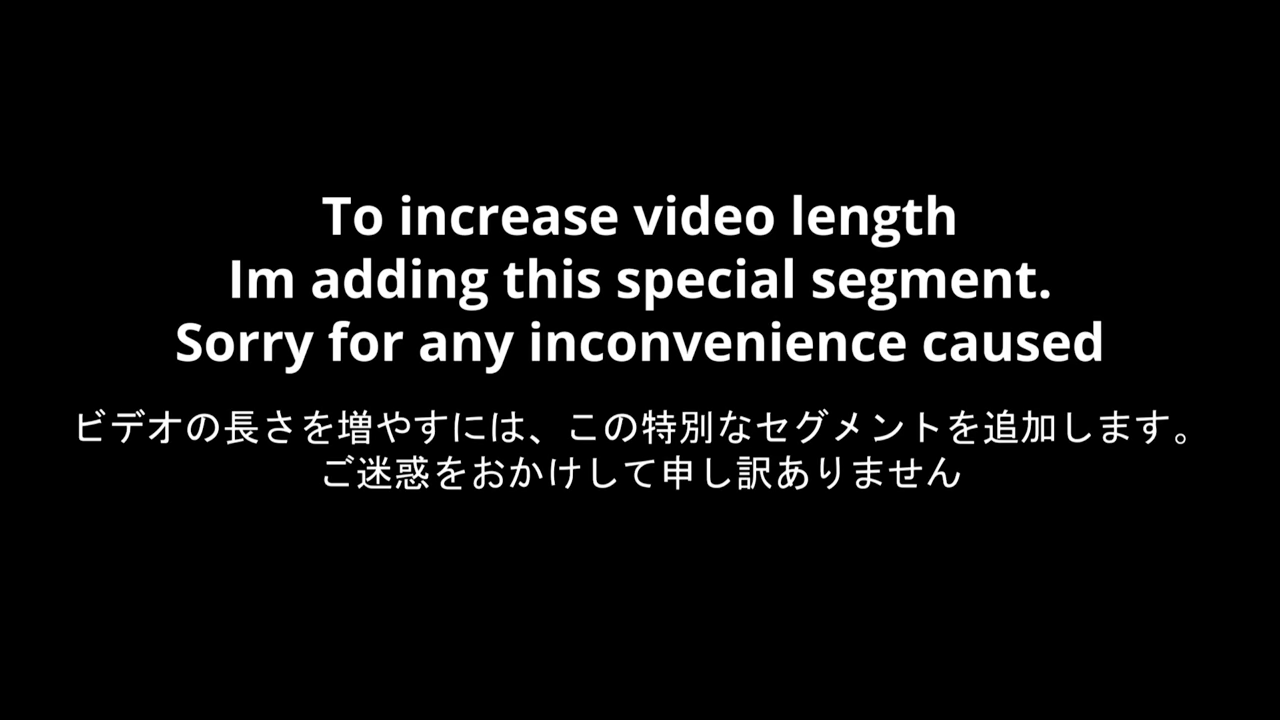 To increase video length
Im adding this special segment.
Sorry for any inconvenience caused
ビデオの長さを増やすには、この特別なセグメントを追加します。
ご迷惑をおかけして申し訳ありません